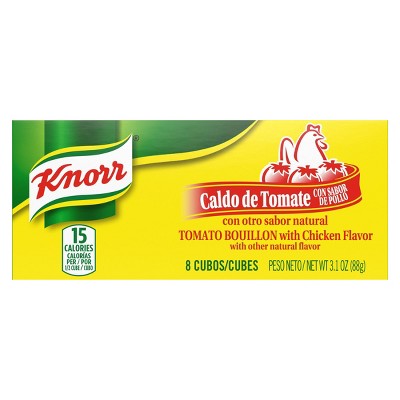 Knorr
Caldo de Tomate CON SABOR DE POLLO
con otro sabor natural
TOMATO BOUILLON with Chicken Flavor
with other natural flavor
15
CALORIES
CALORÍAS
PER / POR
1/2 CUBE / CUBO
8 CUBOS/CUBES PESO NETO/ NET WT 3.1 OZ (88g)